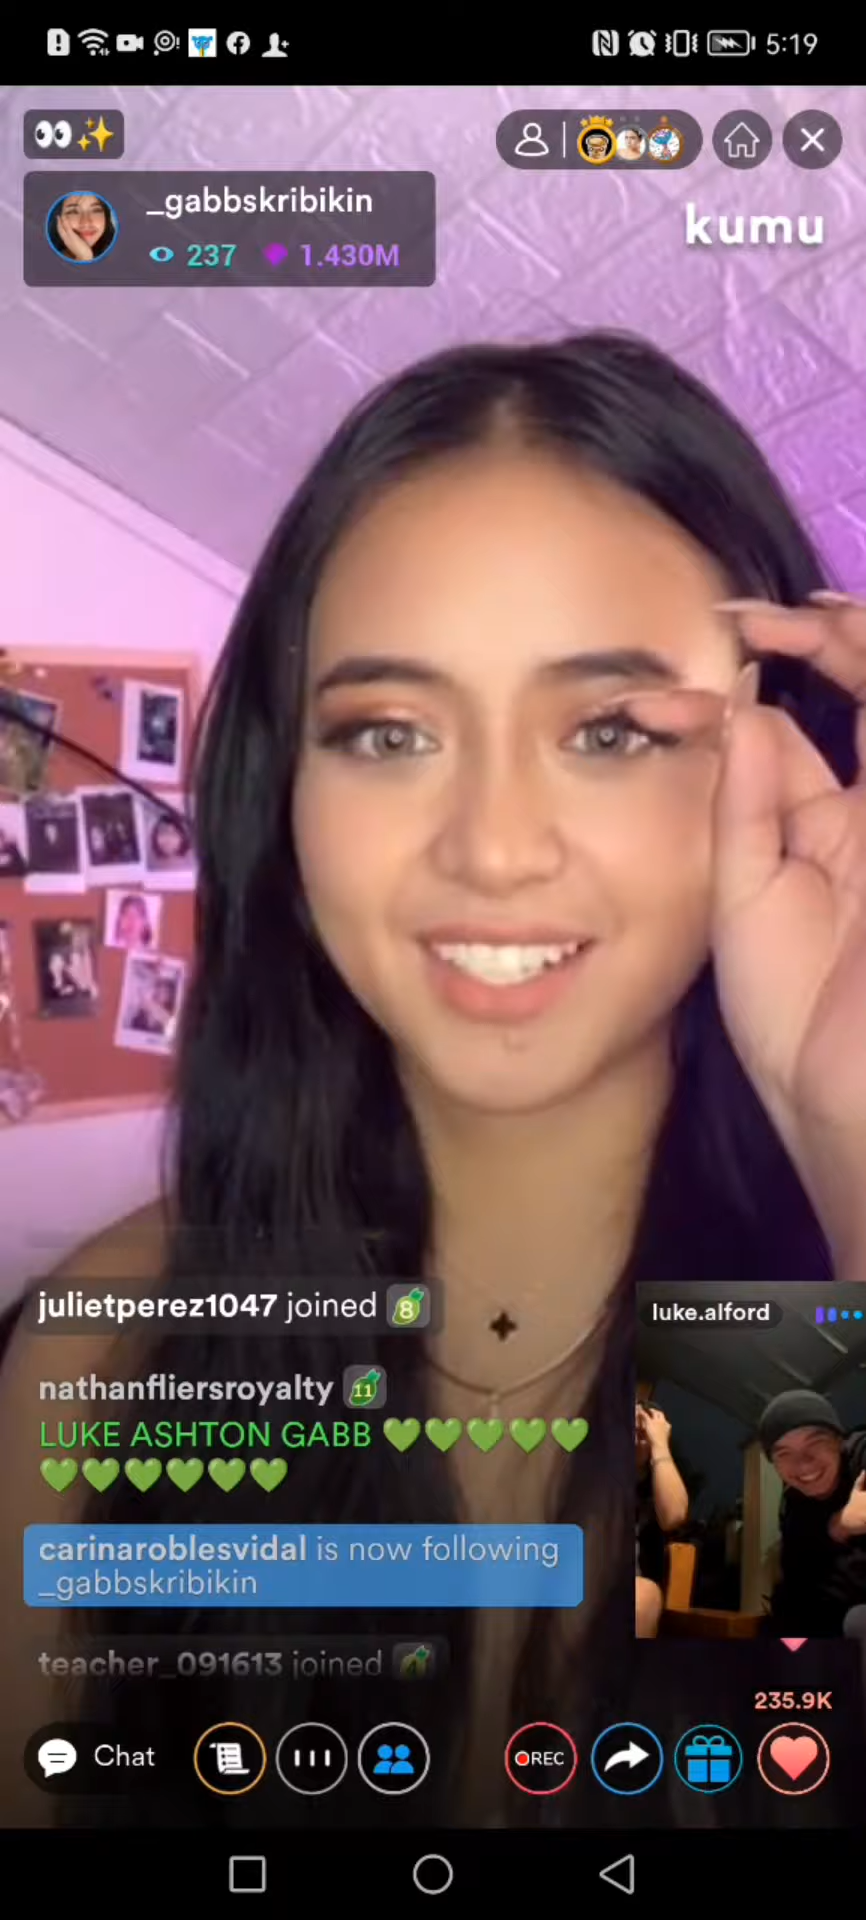 5:19
👀✨
_gabbskribikin
237 1.430M
kumu
julietperez1047 joined 8
nathanfliersroyalty 11
LUKE ASHTON GABB 💚💚💚💚💚
💚💚💚💚💚💚
carinaroblesvidal is now following
_gabbskribikin
teacher_091613 joined
luke.alford
235.9K
Chat
REC